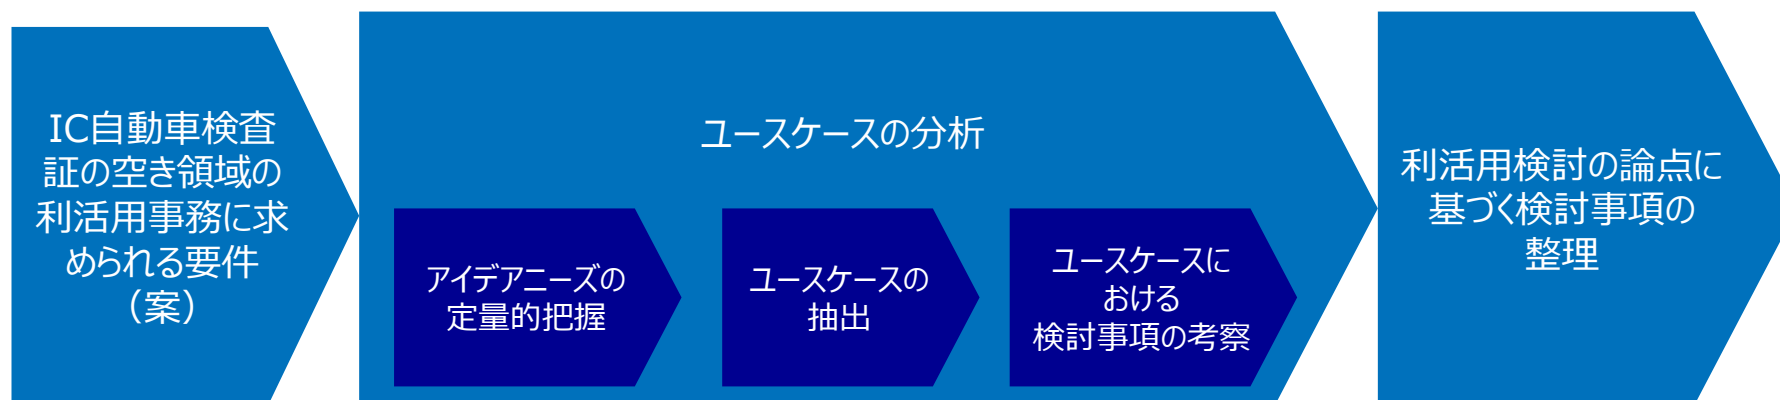 IC自動車検査
証の空き領域の
利活用事務に求
められる要件
（案）
ユースケースの分析
アイデアニーズの
定量的把握
ユースケースの
抽出
ユースケースに
おける
検討事項の考察
利活用検討の論点に
基づく検討事項の
整理